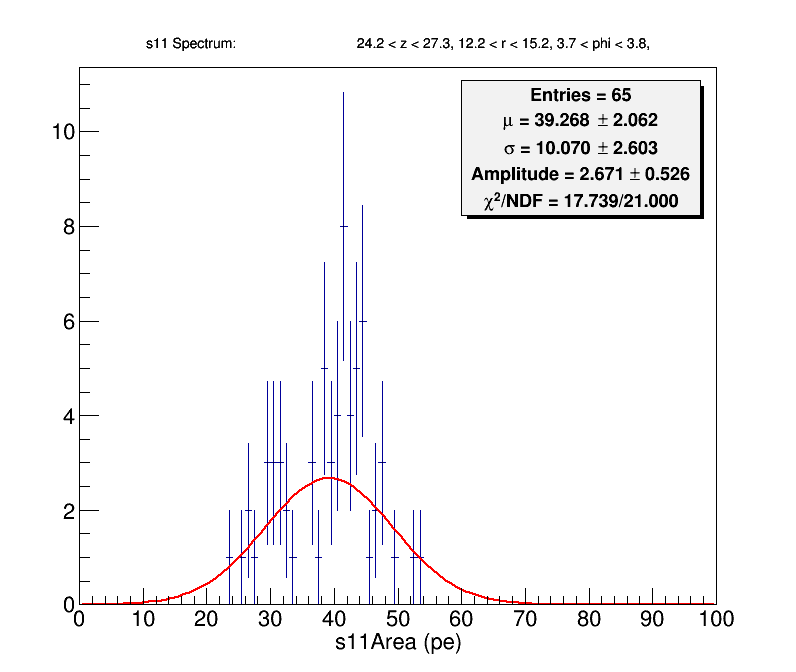 s11 Spectrum: 24.2 < z < 27.3, 12.2 < r < 15.2, 3.7 < phi < 3.8,
Entries = 65
μ = 39.268 ± 2.062
σ = 10.070 ± 2.603
Amplitude = 2.671 ± 0.526
χ²/NDF = 17.739/21.000
10
8
6
4
2
0
0 10 20 30 40 50 60 70 80 90 100
s11Area (pe)